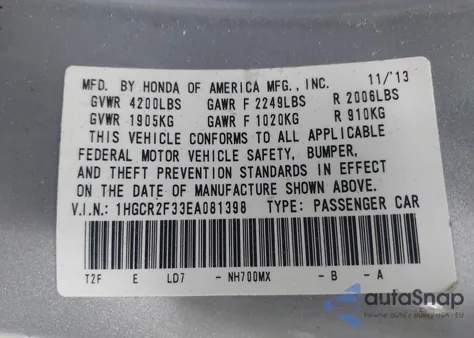 MFD. BY HONDA OF AMERICA MFG., INC. 11/'13
GVWR 4200LBS GAWR F 2249LBS R 2006LBS
GVWR 1905KG GAWR F 1020KG R 910KG
THIS VEHICLE CONFORMS TO ALL APPLICABLE
FEDERAL MOTOR VEHICLE SAFETY, BUMPER,
AND THEFT PREVENTION STANDARDS IN EFFECT
ON THE DATE OF MANUFACTURE SHOWN ABOVE.
V.I.N.: 1HGCR2F33EA081398 TYPE: PASSENGER CAR
T2F E LD7 - NH700MX - B - A
autoSnap